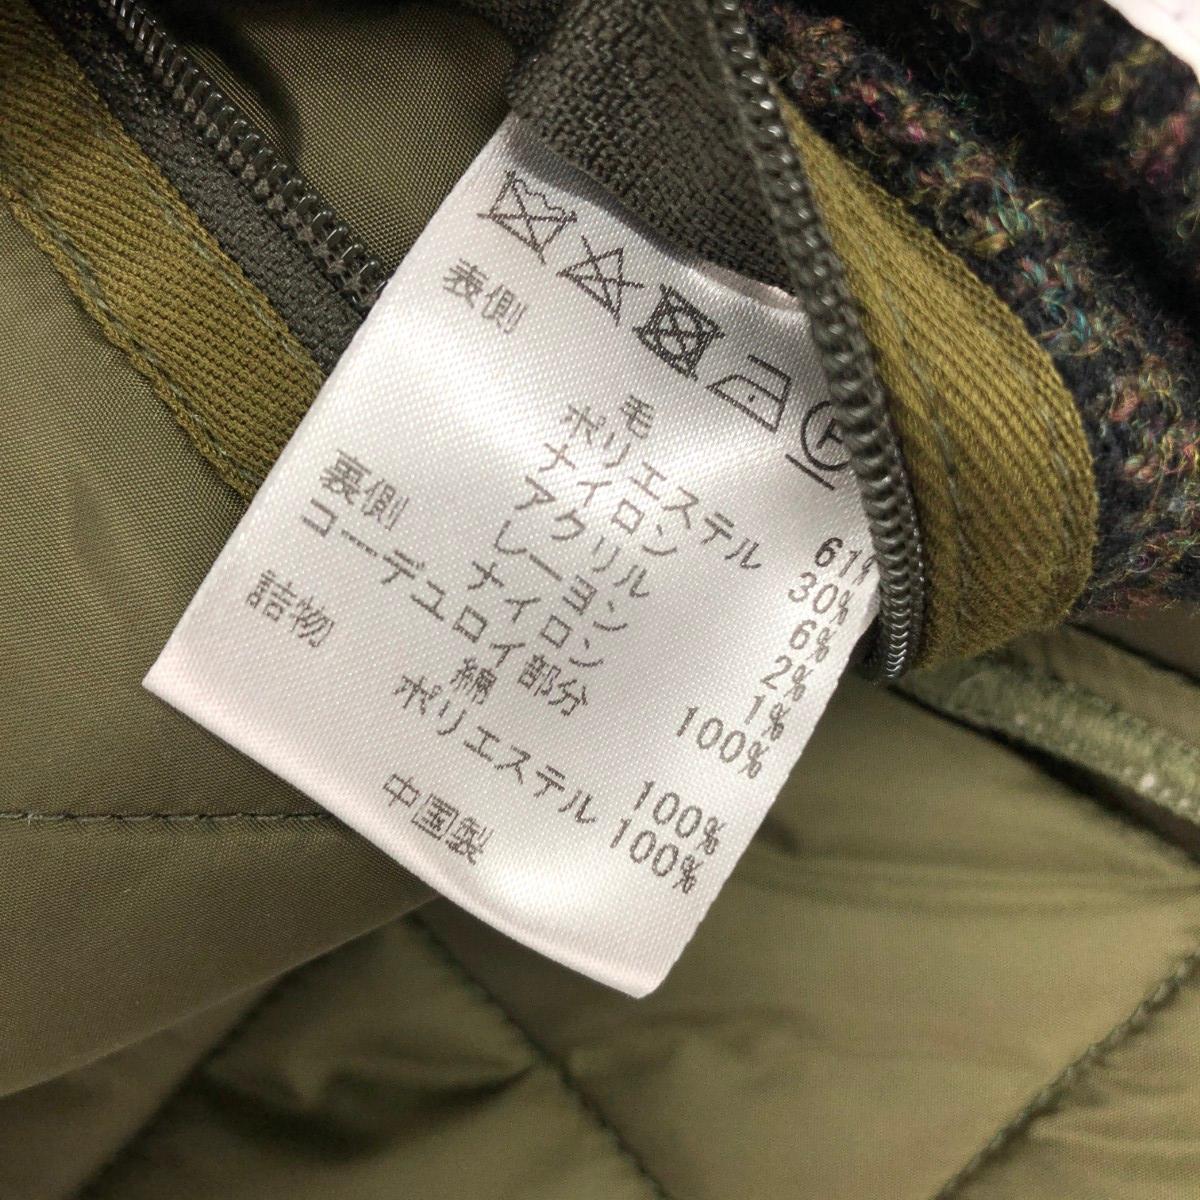 F
表側
毛 61%
ポリエステル 30%
ナイロン 6%
アクリル 2%
レーヨン 1%
裏側
ナイロン 100%
コーデュロイ部分
綿 100%
詰物
ポリエステル 100%
中国製